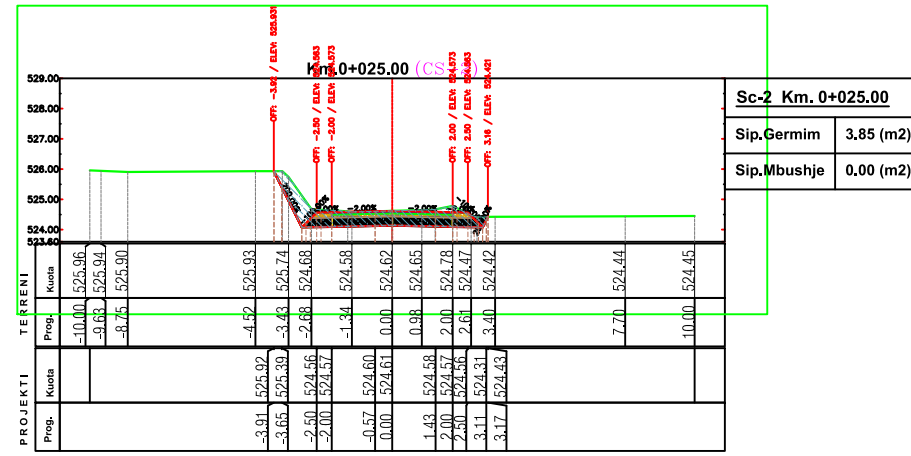 Km.0+025.00 (CS
OFF: -3.92 / ELEV: 525.931
OFF: -2.50 / ELEV: 524.563
OFF: -2.00 / ELEV: 524.573
OFF: 2.00 / ELEV: 524.573
OFF: 2.50 / ELEV: 524.563
OFF: 3.16 / ELEV: 524.421
529.00
528.00
527.00
526.00
525.00
524.00
523.60
-2.00% -2.00%
Sc-2 Km. 0+025.00
Sip.Germim 3.85 (m2)
Sip.Mbushje 0.00 (m2)
TERRENI
Kuota 525.96 525.94 525.90 525.93 525.74 524.68 524.58 524.62 524.65 524.78 524.47 524.42 524.44 524.45
Prog. -10.00 -9.63 -8.75 -4.52 -3.43 -2.68 -1.34 0.00 0.98 2.00 2.61 3.40 7.70 10.00
PROJEKTI
Kuota 525.92 525.39 524.56 524.57 524.60 524.61 524.58 524.57 524.56 524.31 524.43
Prog. -3.91 -3.65 -2.50 -2.00 -0.57 0.00 1.43 2.00 2.50 3.11 3.17